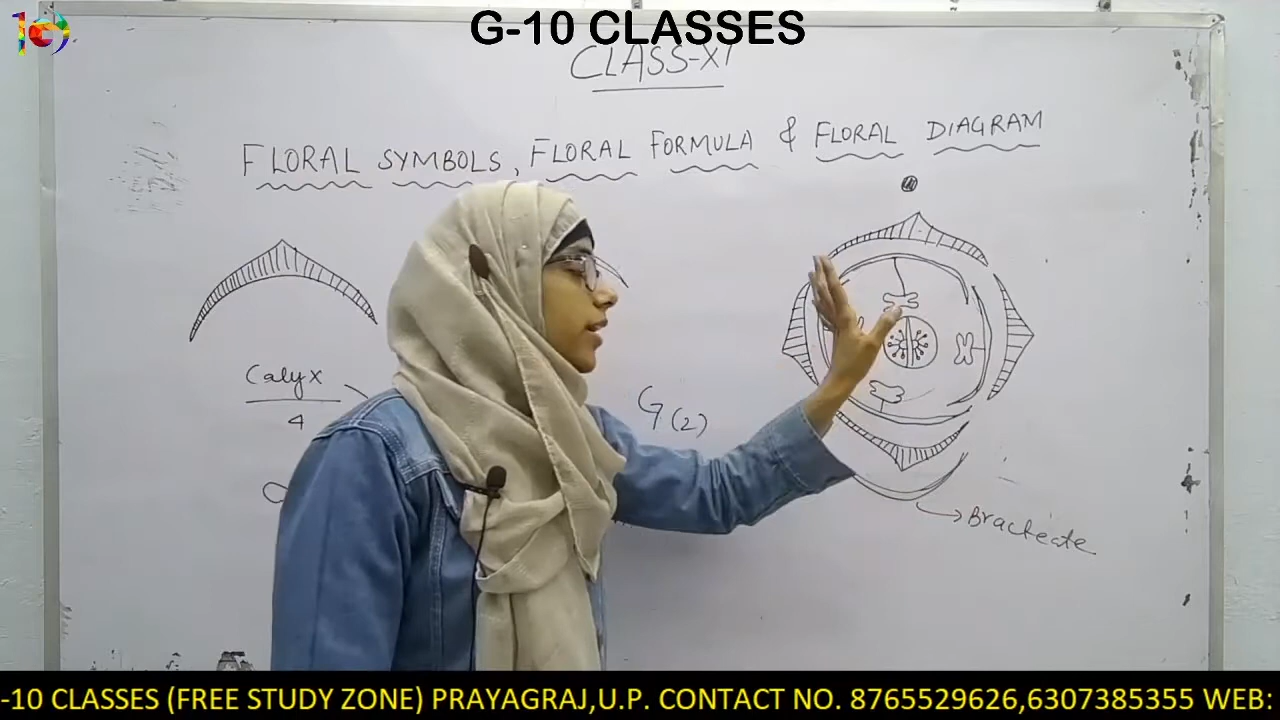 G-10 CLASSES
CLASS-XI
FLORAL SYMBOLS, FLORAL FORMULA & FLORAL DIAGRAM
Calyx
4
G(2)
Bracteate
-10 CLASSES (FREE STUDY ZONE) PRAYAGRAJ,U.P. CONTACT NO. 8765529626,6307385355 WEB: